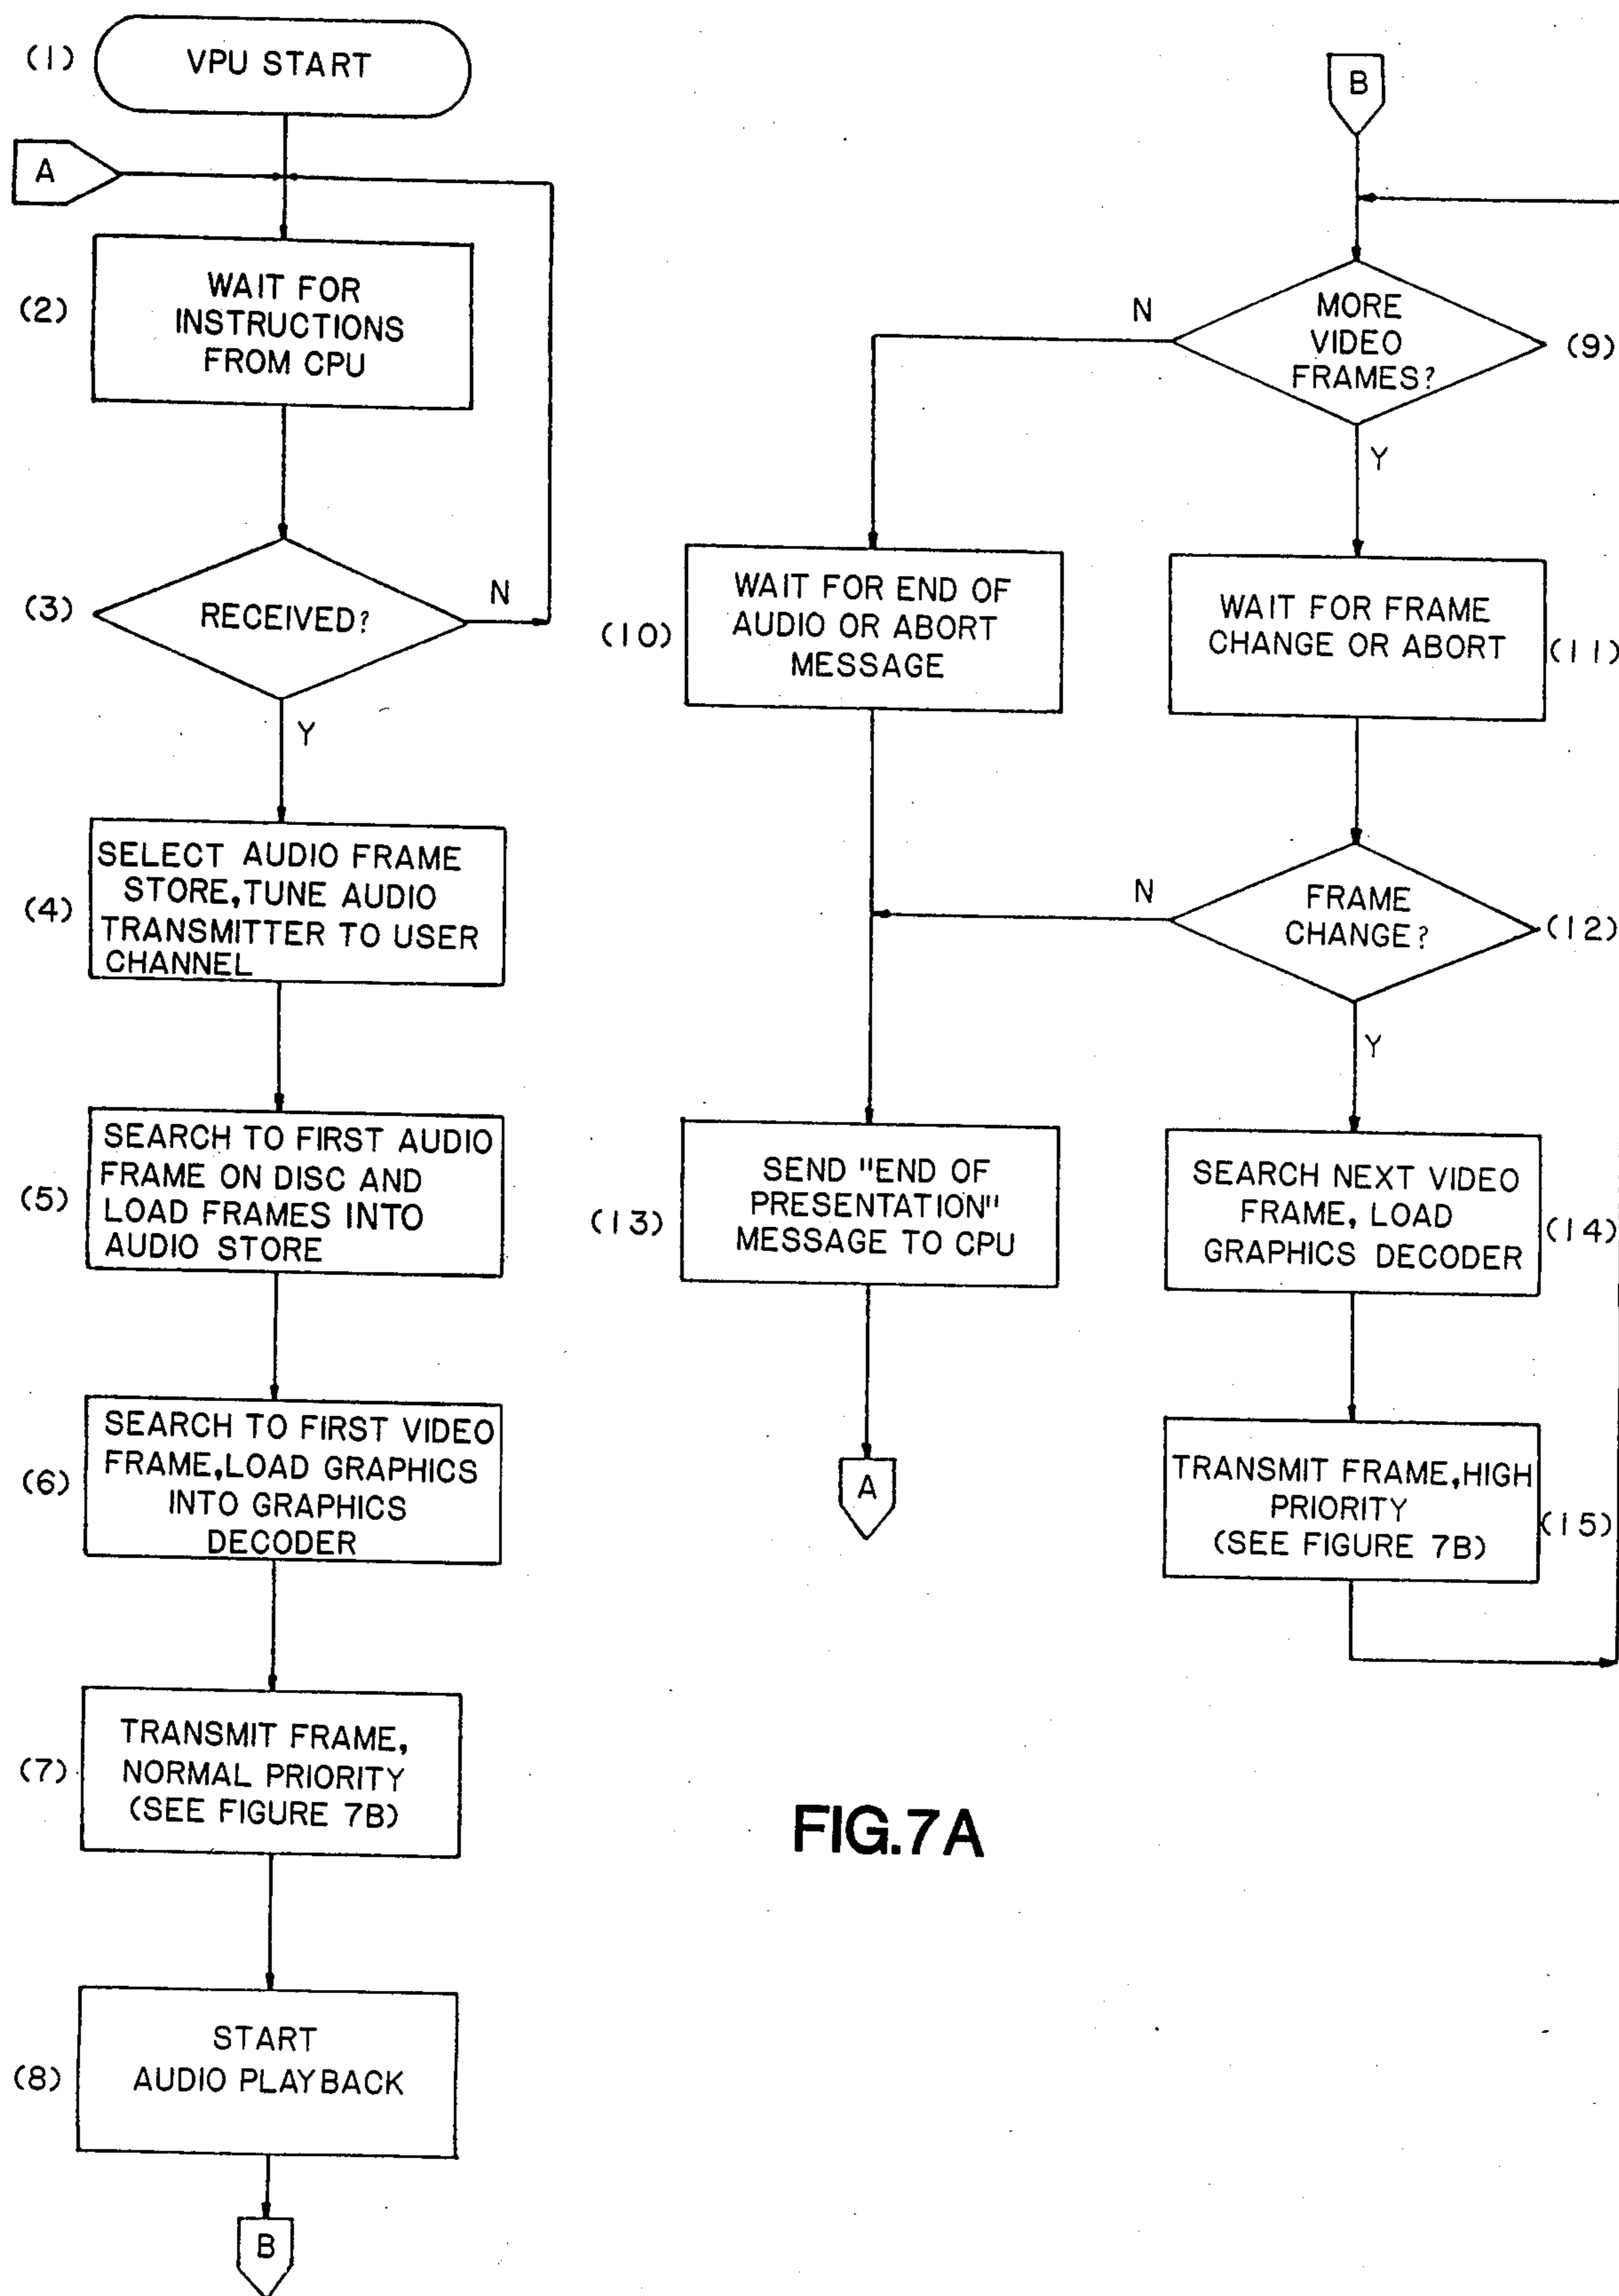 (1) VPU START
A
(2) WAIT FOR
INSTRUCTIONS
FROM CPU
(3) RECEIVED? N
Y
(4) SELECT AUDIO FRAME
STORE, TUNE AUDIO
TRANSMITTER TO USER
CHANNEL
(5) SEARCH TO FIRST AUDIO
FRAME ON DISC AND
LOAD FRAMES INTO
AUDIO STORE
(6) SEARCH TO FIRST VIDEO
FRAME, LOAD GRAPHICS
INTO GRAPHICS
DECODER
(7) TRANSMIT FRAME,
NORMAL PRIORITY
(SEE FIGURE 7B)
(8) START
AUDIO PLAYBACK
B
B
N MORE
VIDEO
FRAMES? (9)
Y
(10) WAIT FOR END OF
AUDIO OR ABORT
MESSAGE
WAIT FOR FRAME
CHANGE OR ABORT (11)
N FRAME
CHANGE? (12)
Y
(13) SEND "END OF
PRESENTATION"
MESSAGE TO CPU
A
SEARCH NEXT VIDEO
FRAME, LOAD
GRAPHICS DECODER (14)
TRANSMIT FRAME, HIGH
PRIORITY
(SEE FIGURE 7B) (15)
FIG.7A